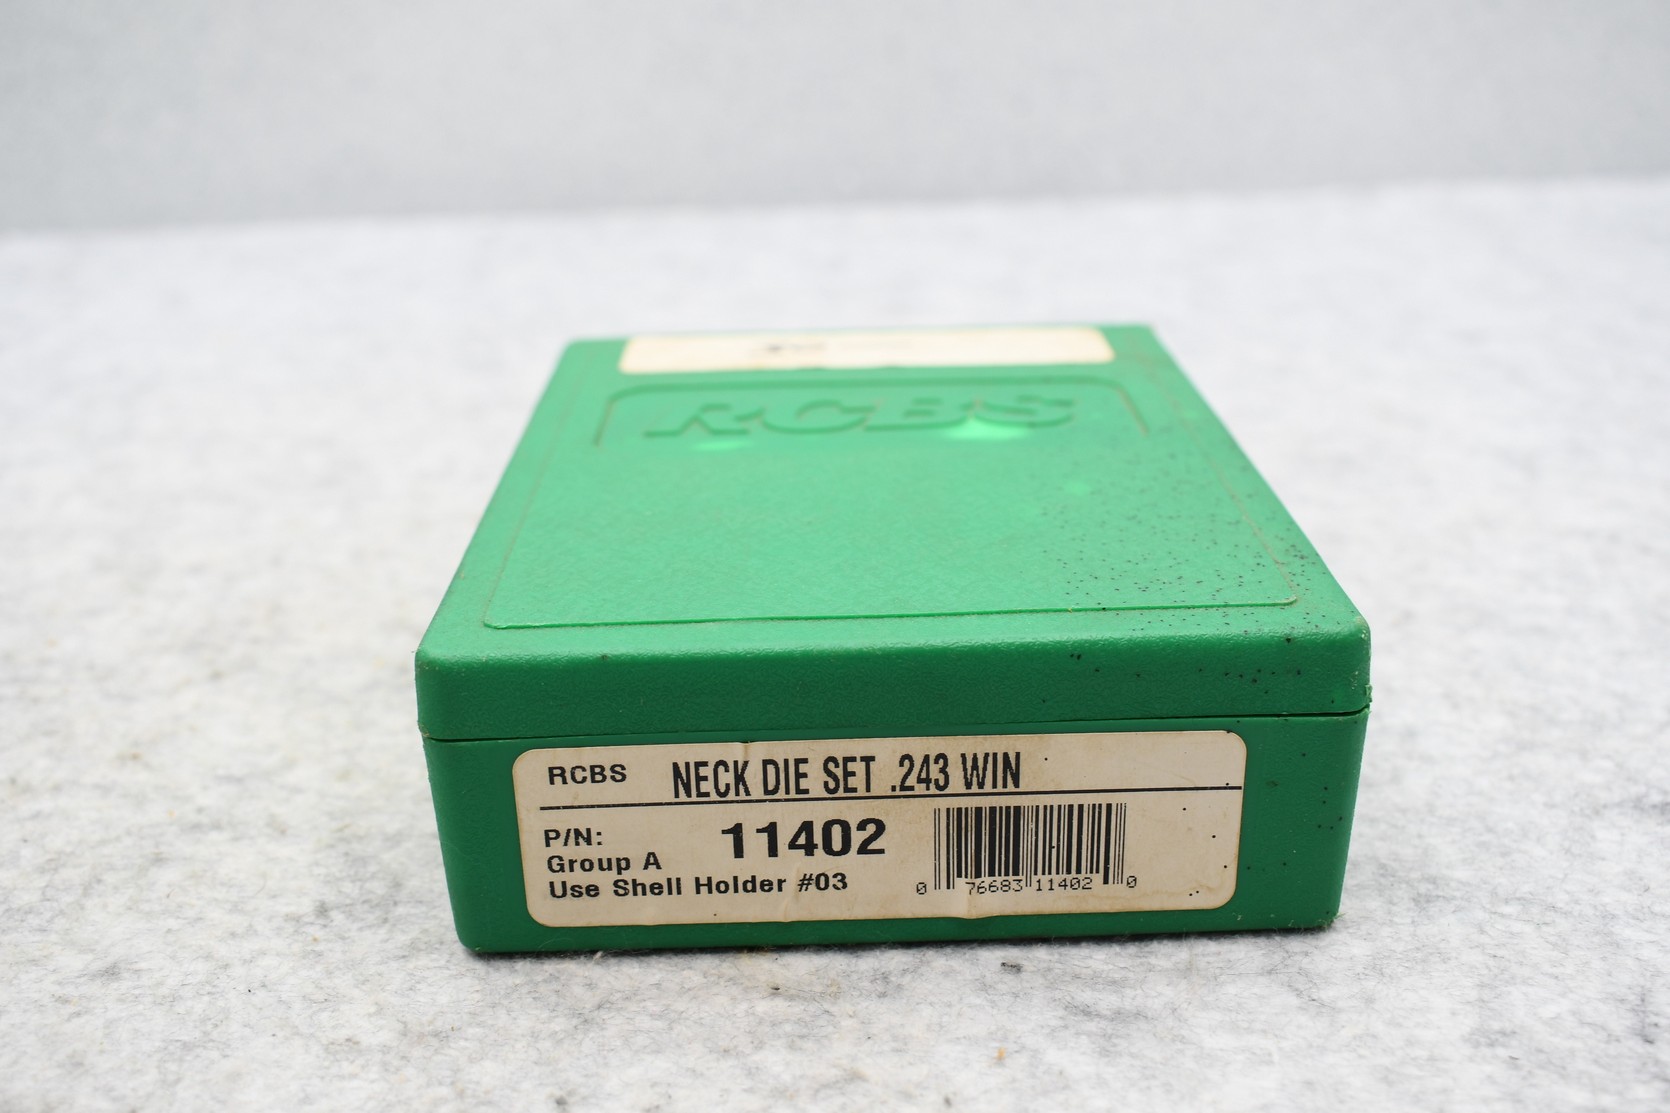 RCBS
RCBS NECK DIE SET .243 WIN
P/N: 11402
Group A
Use Shell Holder #03
0 76683 11402 0